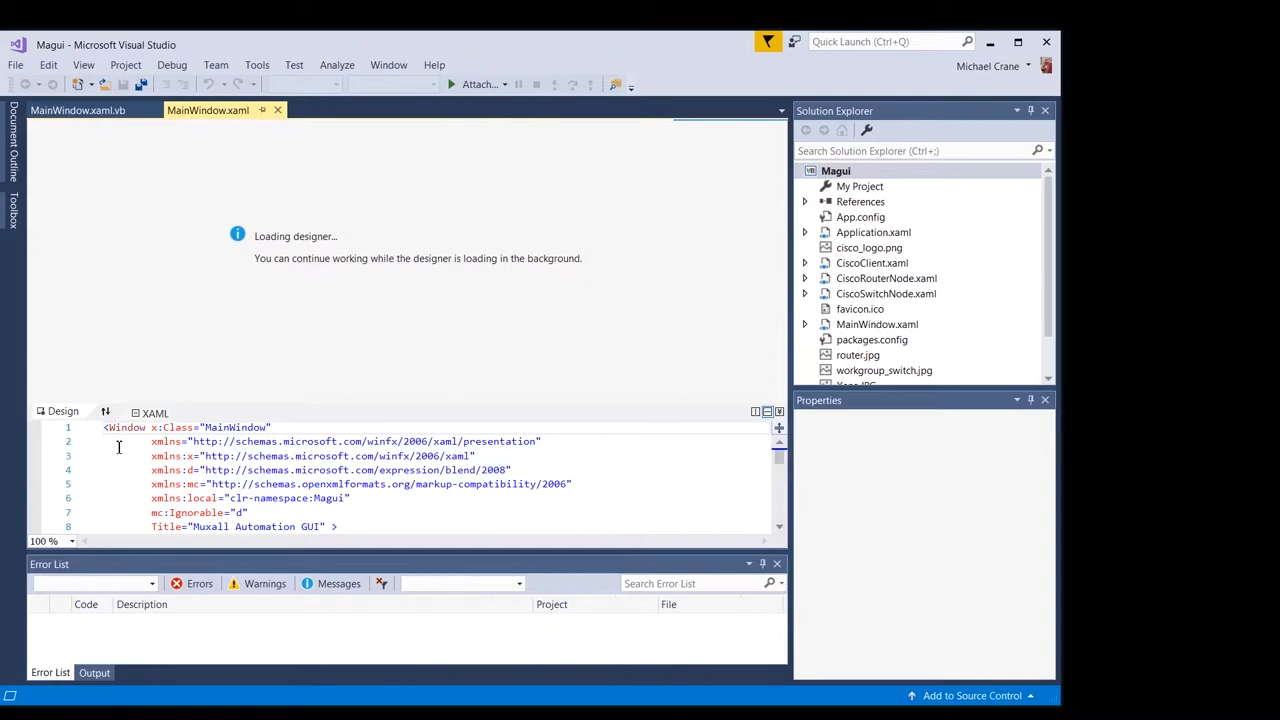 Magui - Microsoft Visual Studio
Quick Launch (Ctrl+Q)
File Edit View Project Debug Team Tools Test Analyze Window Help
Michael Crane
Attach...
MainWindow.xaml.vb
MainWindow.xaml
Document Outline
Toolbox
Loading designer...
You can continue working while the designer is loading in the background.
Design
XAML
1 <Window x:Class="MainWindow"
2 xmlns="http://schemas.microsoft.com/winfx/2006/xaml/presentation"
3 xmlns:x="http://schemas.microsoft.com/winfx/2006/xaml"
4 xmlns:d="http://schemas.microsoft.com/expression/blend/2008"
5 xmlns:mc="http://schemas.openxmlformats.org/markup-compatibility/2006"
6 xmlns:local="clr-namespace:Magui"
7 mc:Ignorable="d"
8 Title="Muxall Automation GUI" >
100 %
Error List
Errors Warnings Messages
Search Error List
Code Description Project File
Error List Output
Solution Explorer
Search Solution Explorer (Ctrl+;)
VB Magui
My Project
References
App.config
Application.xaml
cisco_logo.png
CiscoClient.xaml
CiscoRouterNode.xaml
CiscoSwitchNode.xaml
favicon.ico
MainWindow.xaml
packages.config
router.jpg
workgroup_switch.jpg
Properties
Add to Source Control